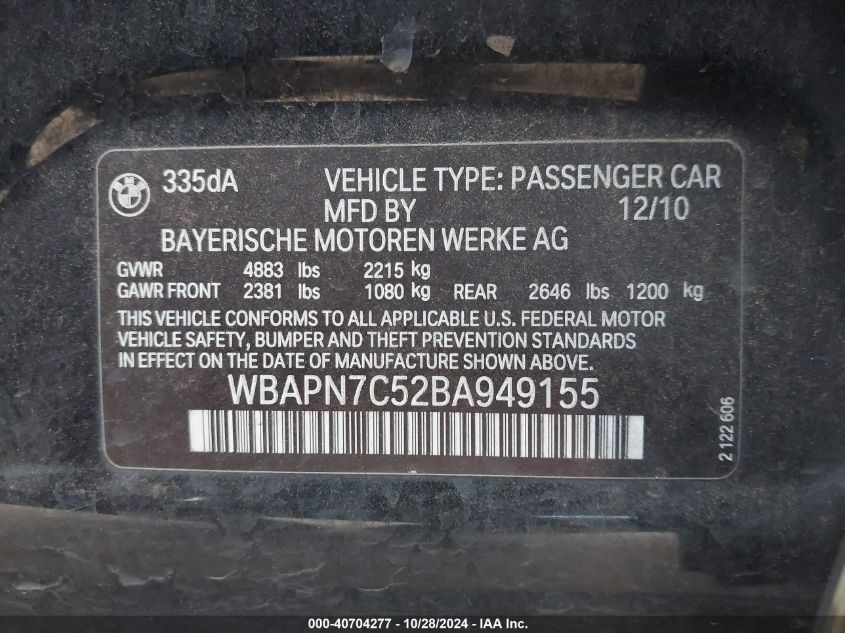 335dA VEHICLE TYPE: PASSENGER CAR
MFD BY 12/10
BAYERISCHE MOTOREN WERKE AG
GVWR 4883 lbs 2215 kg
GAWR FRONT 2381 lbs 1080 kg REAR 2646 lbs 1200 kg
THIS VEHICLE CONFORMS TO ALL APPLICABLE U.S. FEDERAL MOTOR
VEHICLE SAFETY, BUMPER AND THEFT PREVENTION STANDARDS
IN EFFECT ON THE DATE OF MANUFACTURE SHOWN ABOVE.
WBAPN7C52BA949155
2 122 606
000-40704277 - 10/28/2024 - IAA Inc.